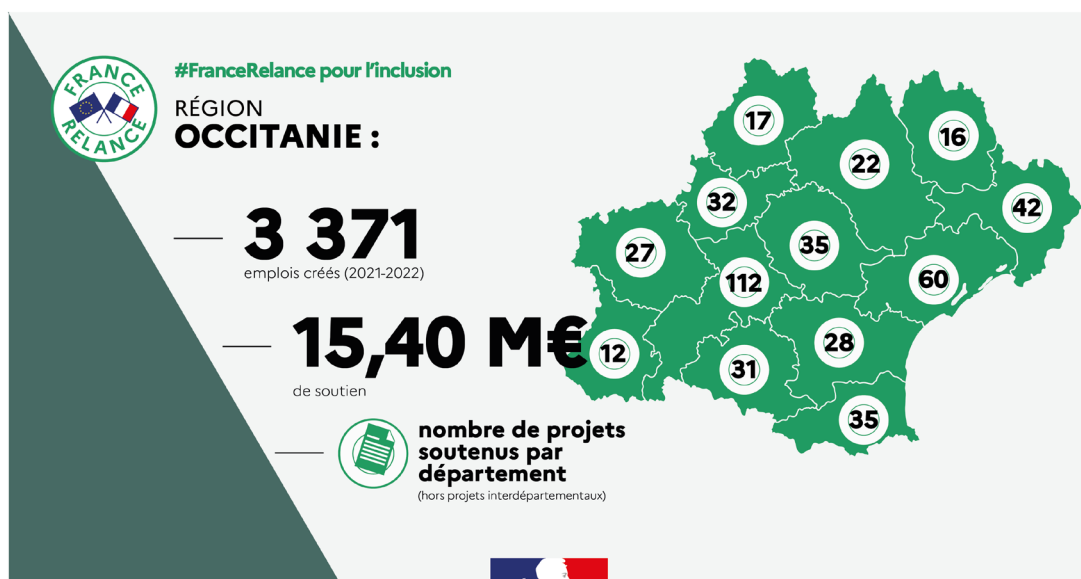 FRANCE
RELANCE
#FranceRelance pour l'inclusion
RÉGION
OCCITANIE :
3 371
emplois créés (2021-2022)
15,40 M€
de soutien
nombre de projets
soutenus par
département
(hors projets interdépartementaux)
17
16
22
32
42
35
27
60
112
28
12
31
35